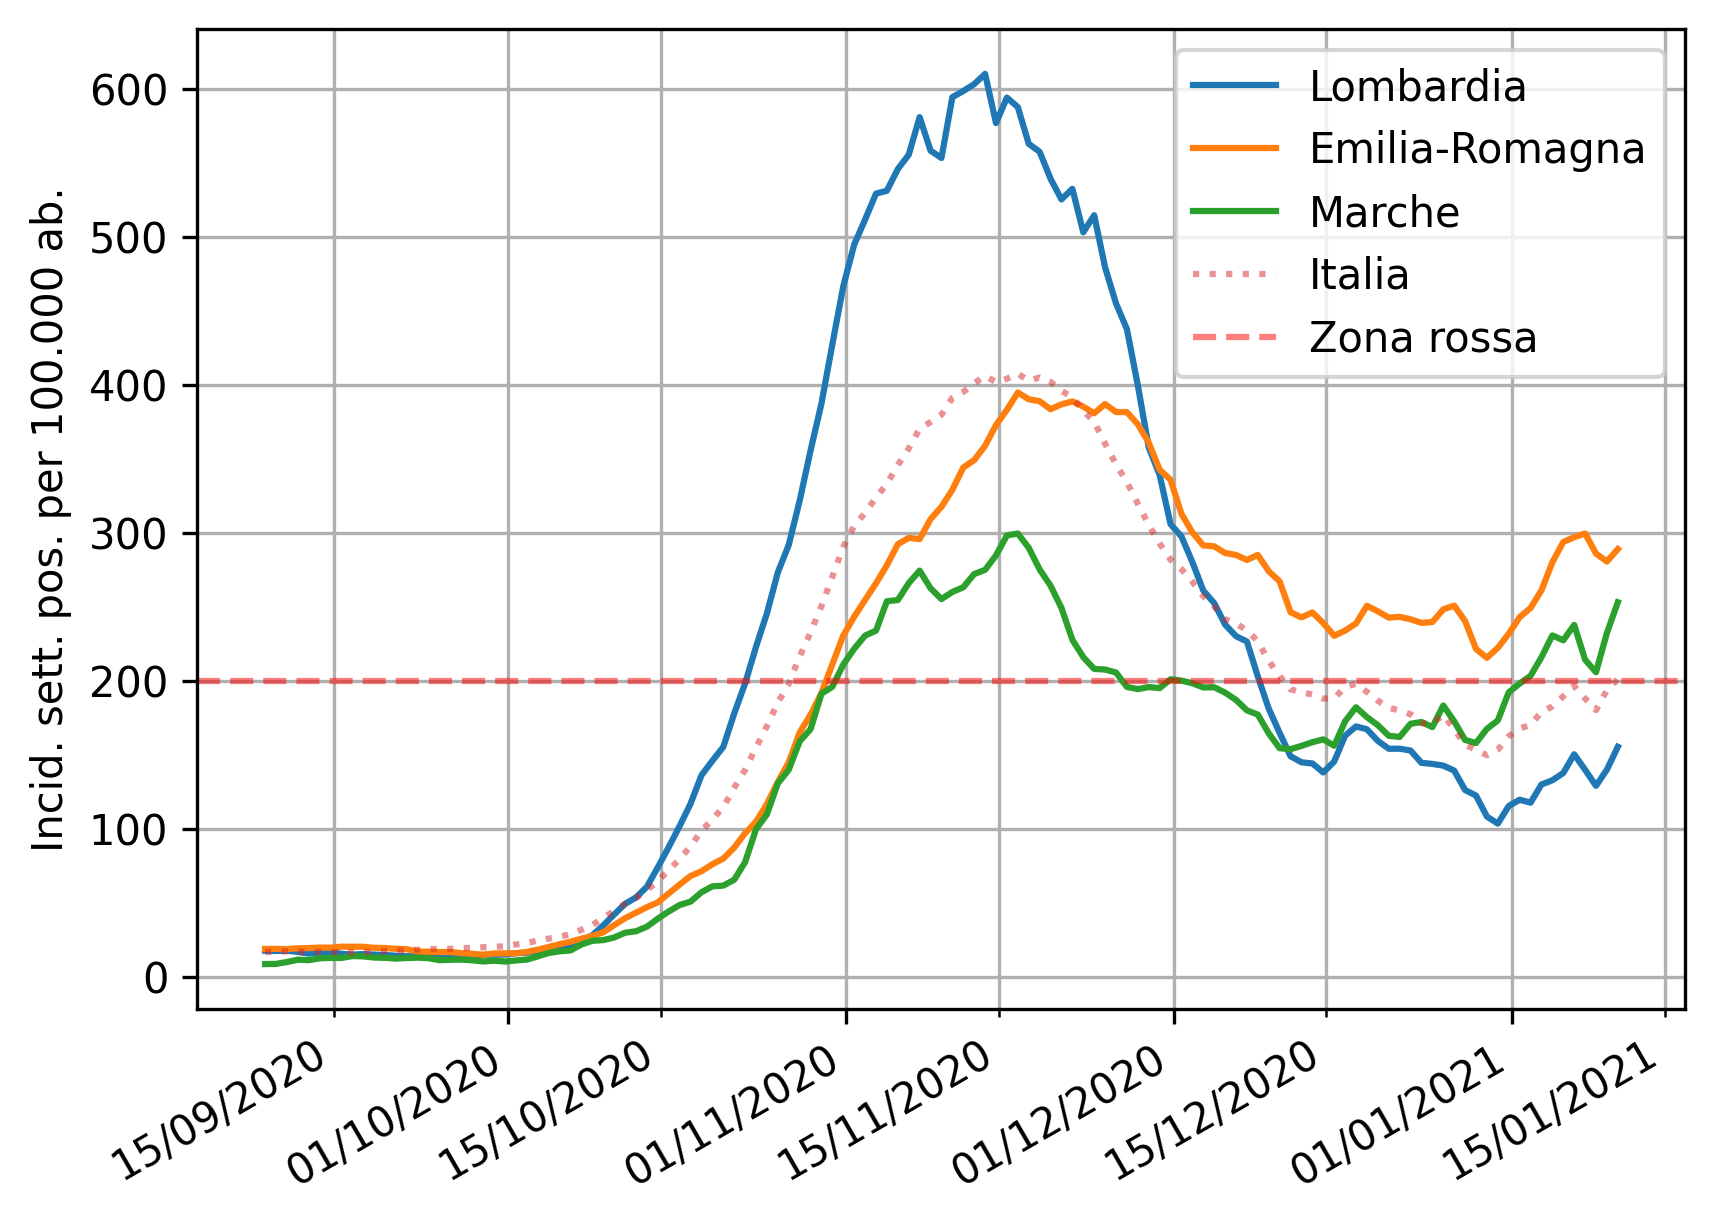 Incid. sett. pos. per 100.000 ab.
600
500
400
300
200
100
0
Lombardia
Emilia-Romagna
Marche
Italia
Zona rossa
15/09/2020
01/10/2020
15/10/2020
01/11/2020
15/11/2020
01/12/2020
15/12/2020
01/01/2021
15/01/2021